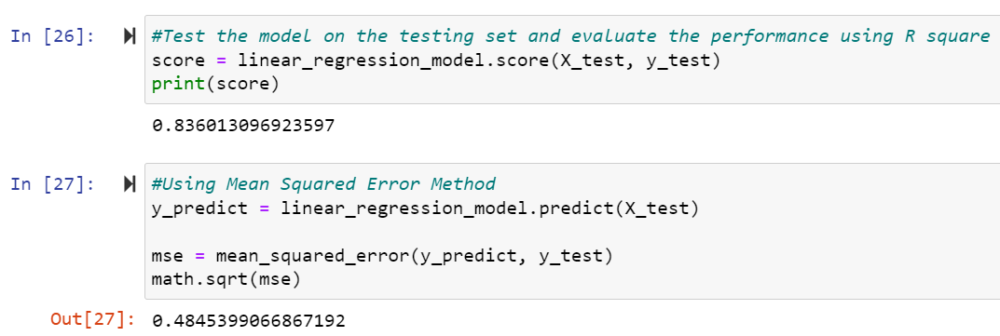 In [26]: #Test the model on the testing set and evaluate the performance using R square
score = linear_regression_model.score(X_test, y_test)
print(score)
0.836013096923597
In [27]: #Using Mean Squared Error Method
y_predict = linear_regression_model.predict(X_test)
mse = mean_squared_error(y_predict, y_test)
math.sqrt(mse)
Out[27]: 0.4845399066867192